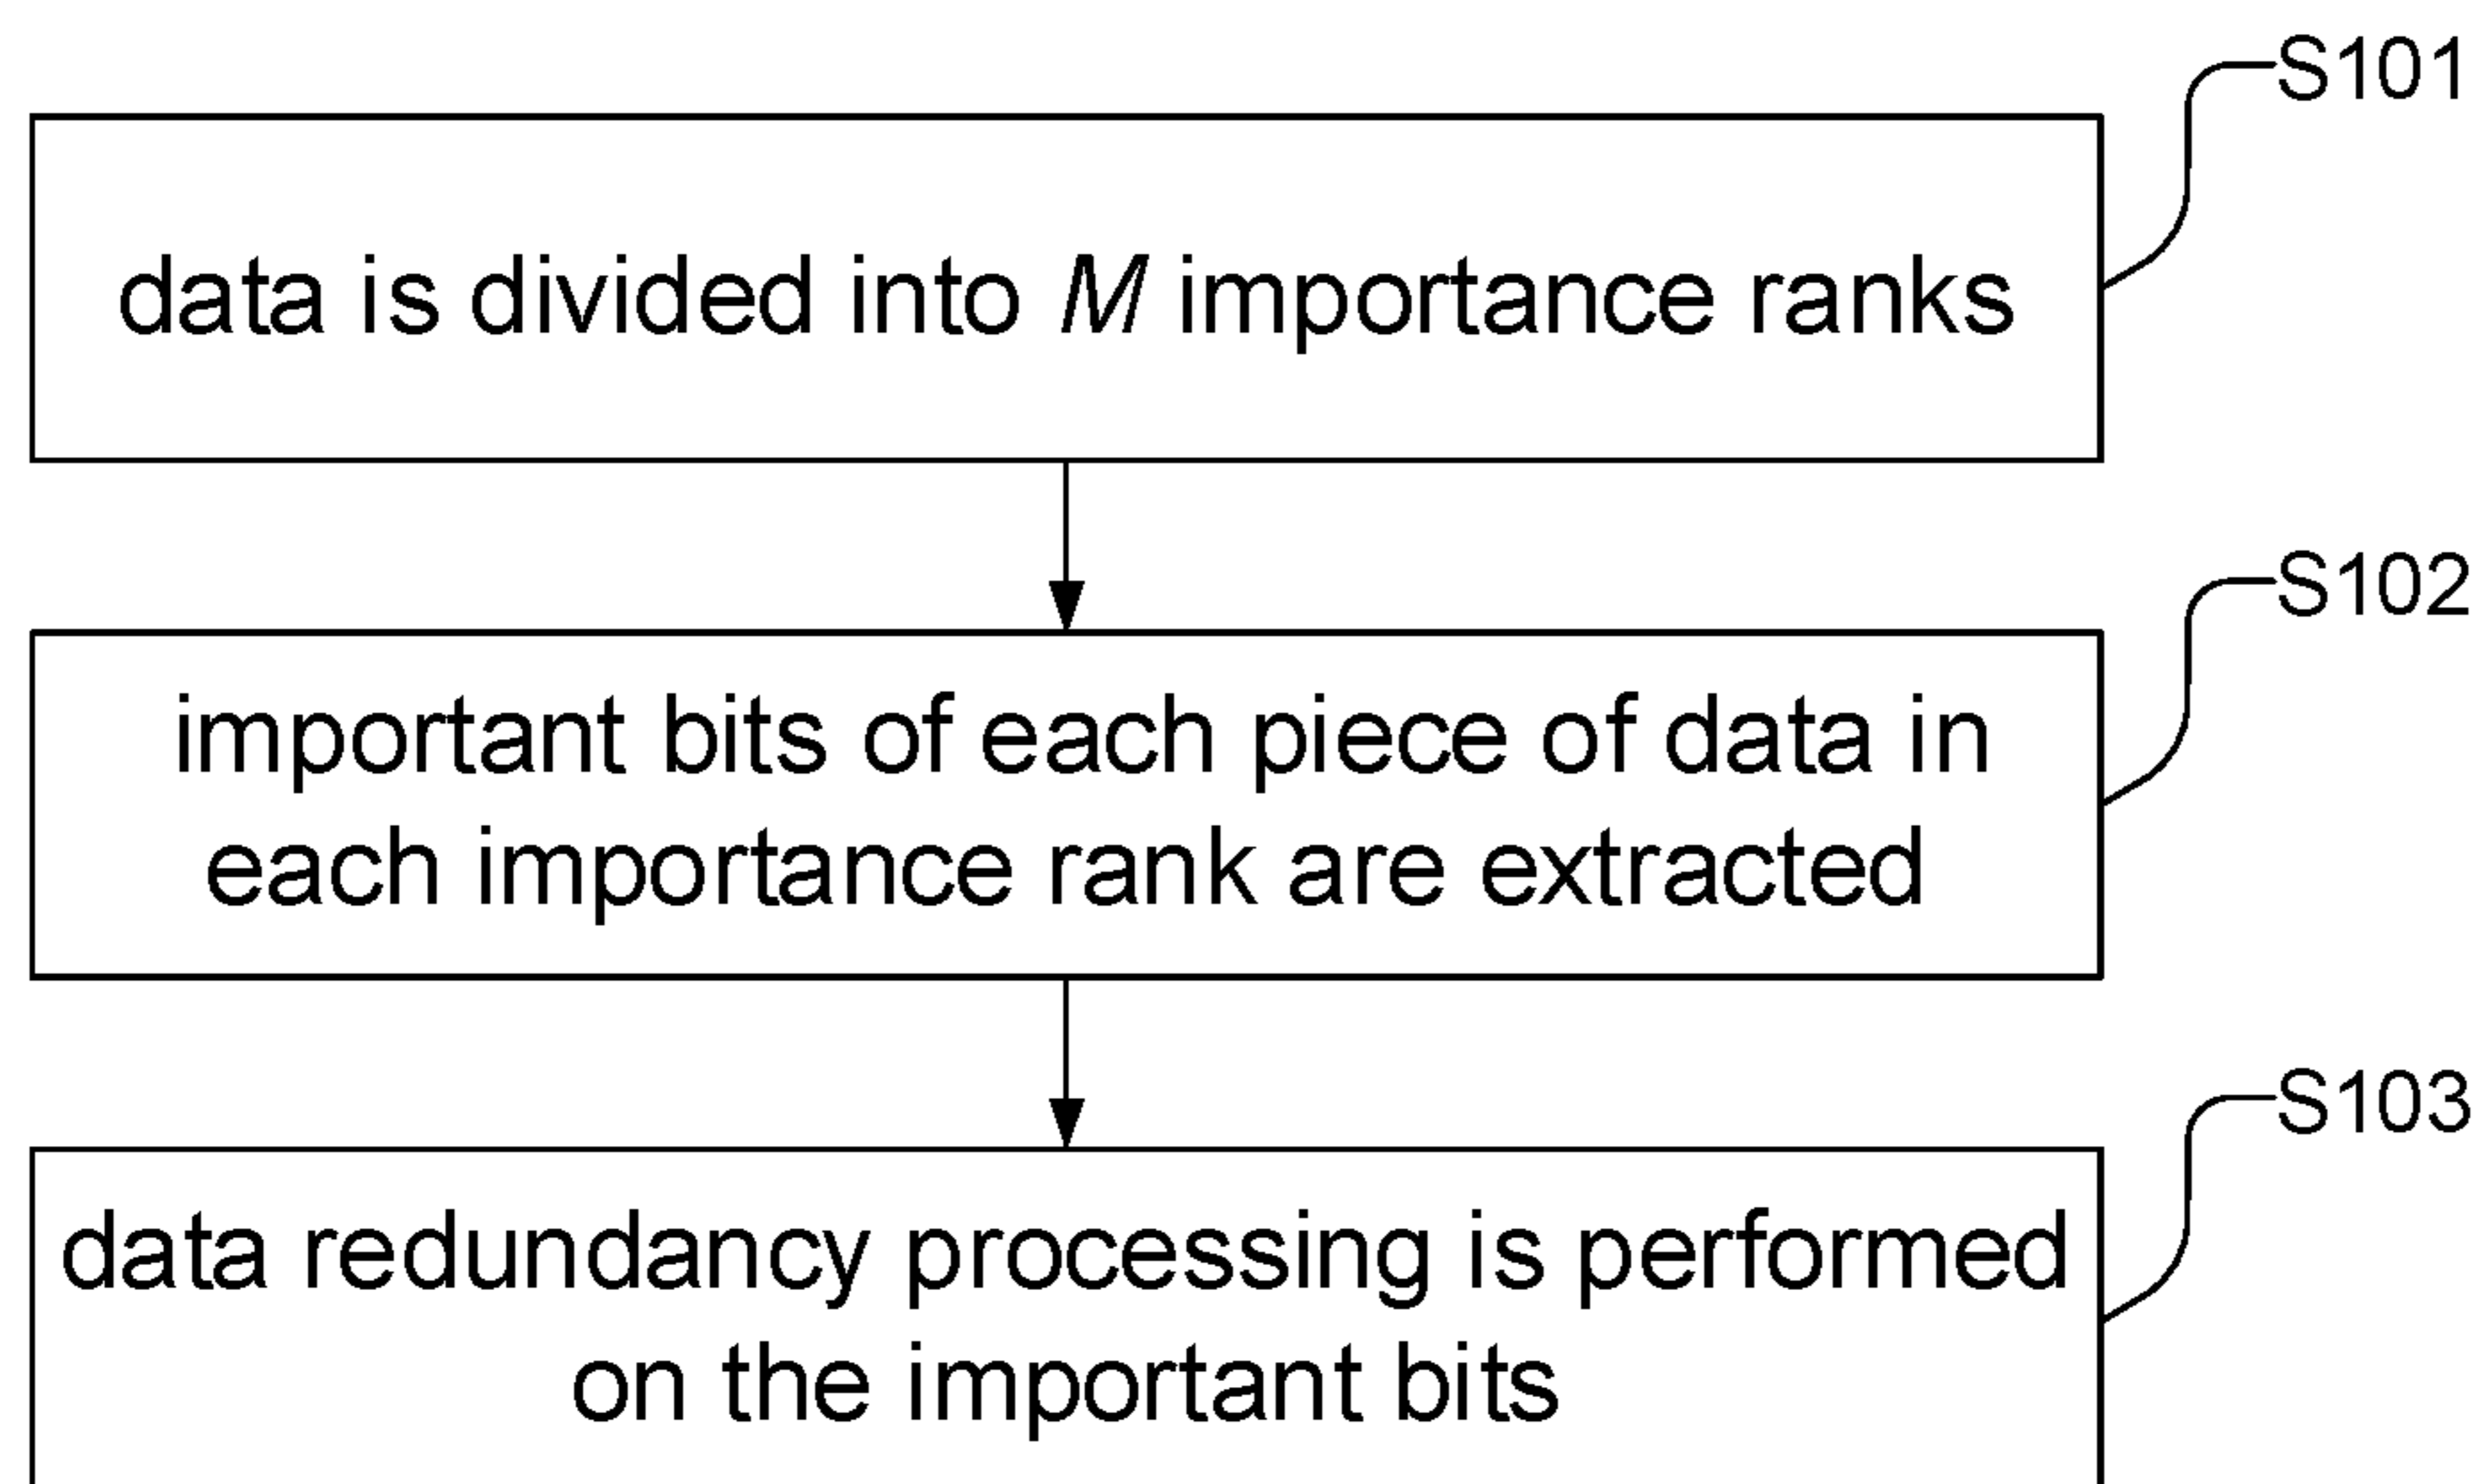 S101
data is divided into M importance ranks
S102
important bits of each piece of data in
each importance rank are extracted
S103
data redundancy processing is performed
on the important bits